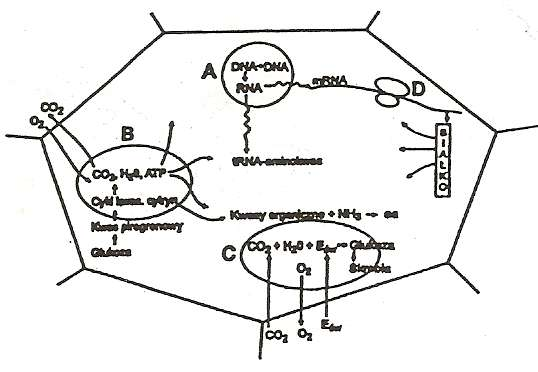 DNA→DNA
A
RNA
mRNA
D
CO2
O2
B
CO2, H2O, ATP
tRNA-aminokwas
BIAŁKO
Cykl kwas. cytryn.
Kwas pirogronowy
Glukoza
Kwasy organiczne + NH3 → aa
C
CO2 + H2O + Eśw → Glukoza
O2
Skrobia
CO2
O2
Eśw